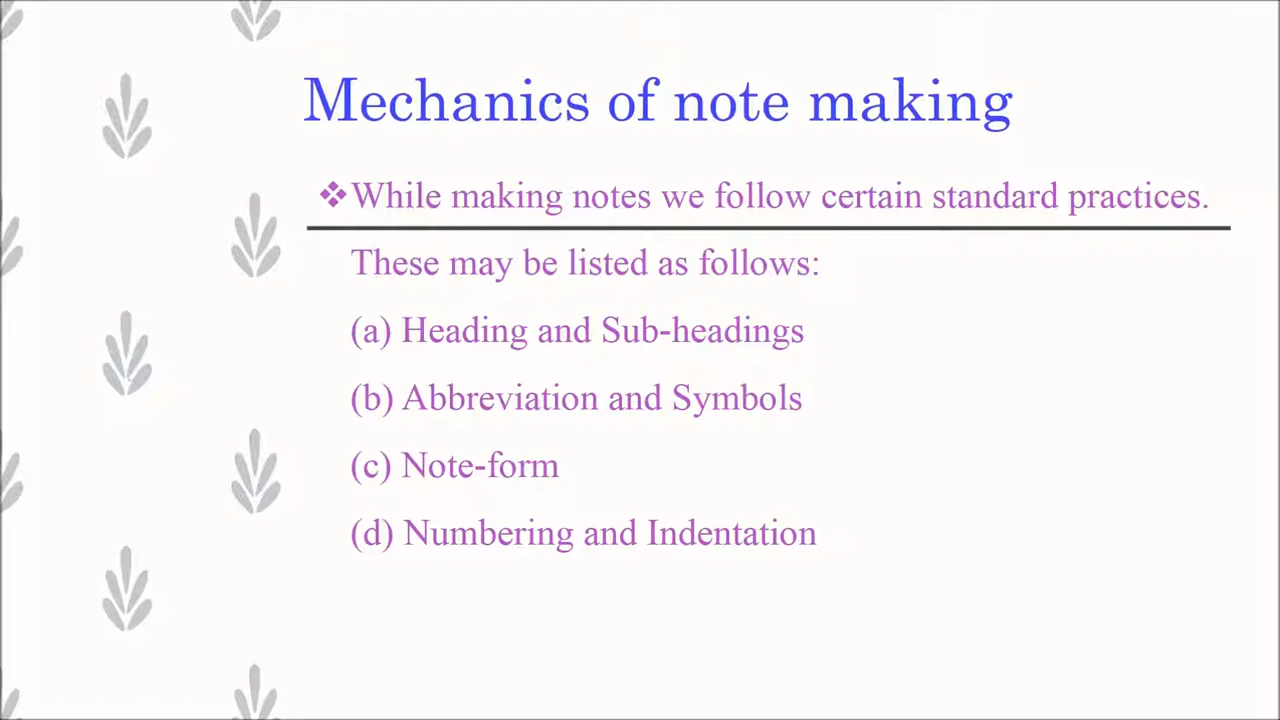 Mechanics of note making
❖While making notes we follow certain standard practices.
These may be listed as follows:
(a) Heading and Sub-headings
(b) Abbreviation and Symbols
(c) Note-form
(d) Numbering and Indentation